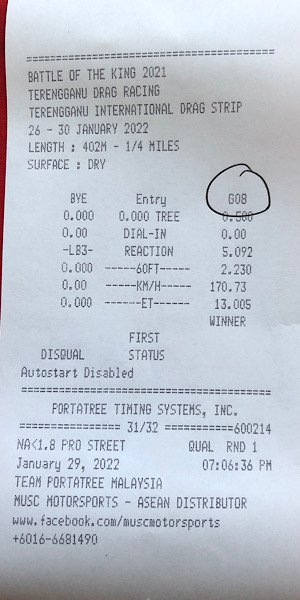 ================================
BATTLE OF THE KING 2021
TERENGGANU DRAG RACING
TERENGGANU INTERNATIONAL DRAG STRIP
26 - 30 JANUARY 2022
LENGTH : 402M - 1/4 MILES
SURFACE : DRY
BYE Entry G08
0.000 0.000 TREE 0.500
0.00 DIAL-IN 0.00
-LB3- REACTION 5.092
0.000 ------60FT----- 2.230
0.00 ------KM/H----- 170.73
0.000 ------ET------ 13.005
WINNER
FIRST
DISQUAL STATUS
Autostart Disabled
================================
PORTATREE TIMING SYSTEMS, INC.
=============== 31/32 ==========600214
NA<1.8 PRO STREET QUAL RND 1
January 29, 2022 07:06:36 PM
TEAM PORTATREE MALAYSIA
MUSC MOTORSPORTS - ASEAN DISTRIBUTOR
www.facebook.com/muscmotorsports
+6016-6681490